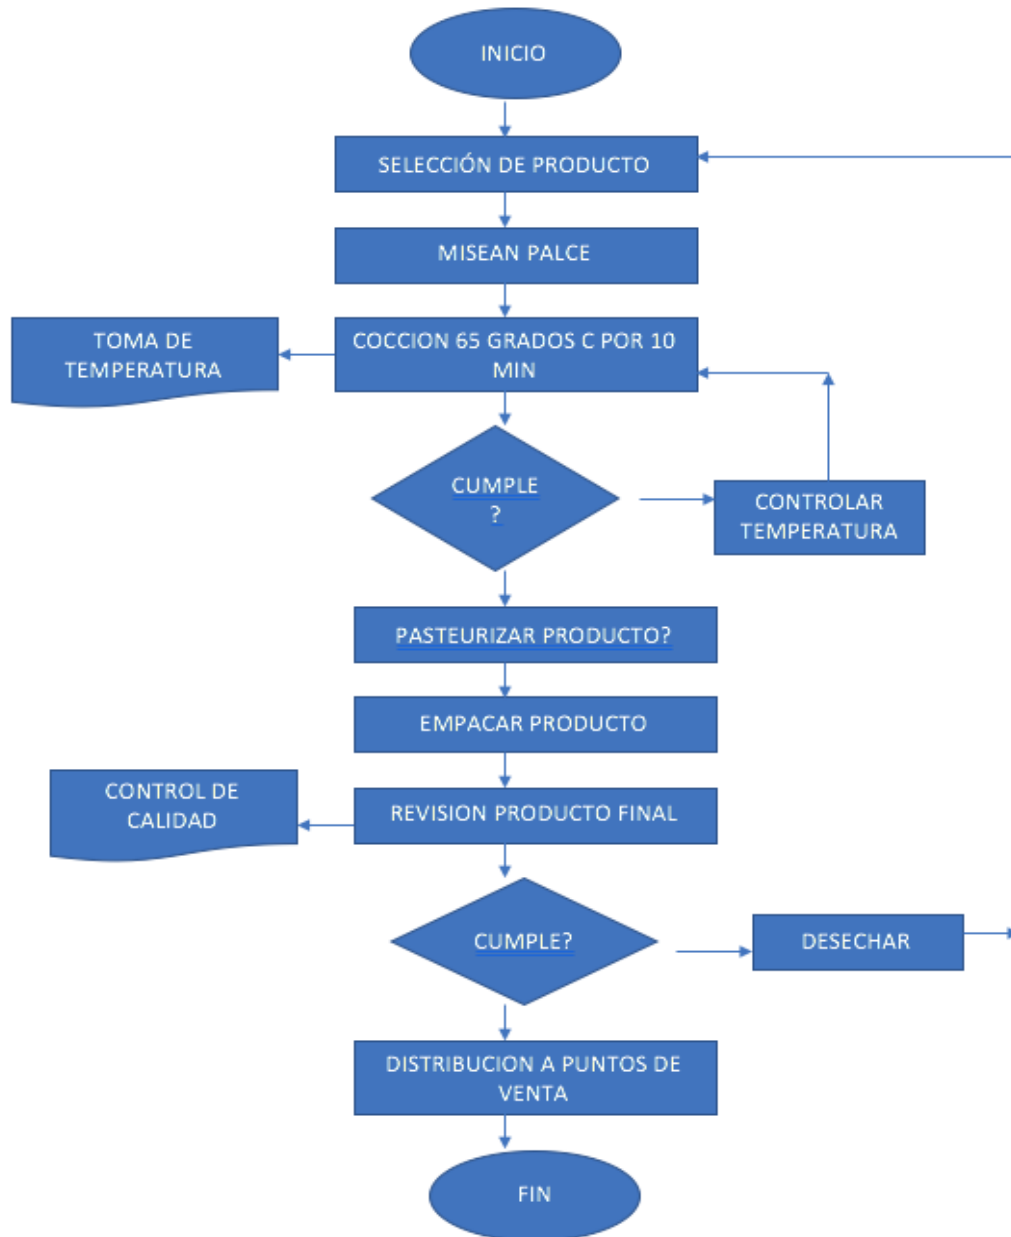 INICIO
SELECCIÓN DE PRODUCTO
MISEAN PALCE
TOMA DE
TEMPERATURA
COCCION 65 GRADOS C POR 10
MIN
CUMPLE
?
CONTROLAR
TEMPERATURA
PASTEURIZAR PRODUCTO?
EMPACAR PRODUCTO
CONTROL DE
CALIDAD
REVISION PRODUCTO FINAL
CUMPLE?
DESECHAR
DISTRIBUCION A PUNTOS DE
VENTA
FIN